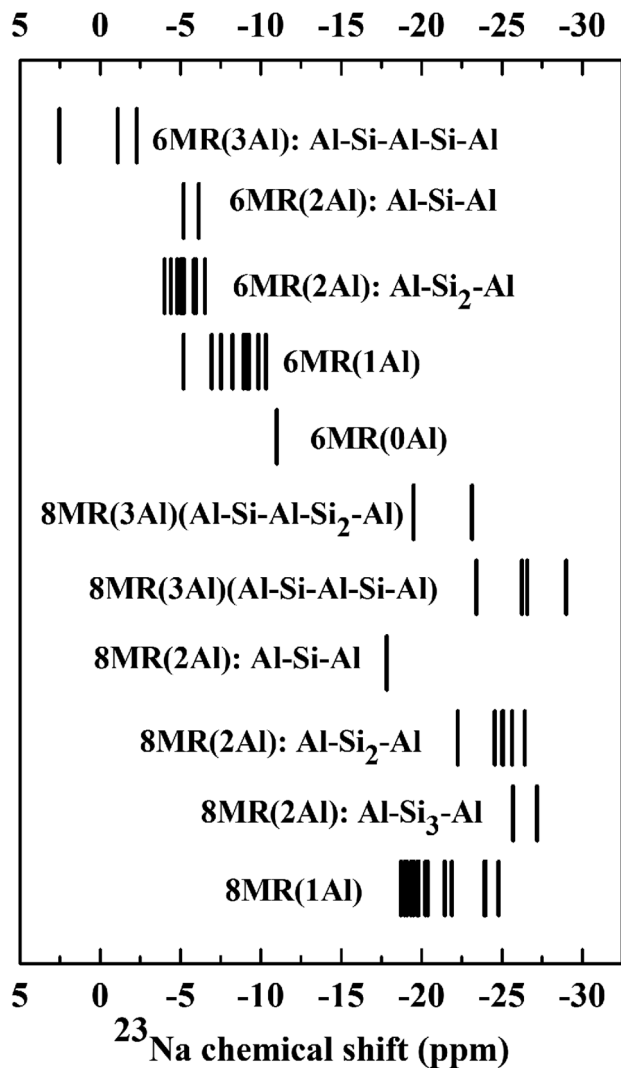 5 0 -5 -10 -15 -20 -25 -30
6MR(3Al): Al-Si-Al-Si-Al
6MR(2Al): Al-Si-Al
6MR(2Al): Al-Si₂-Al
6MR(1Al)
6MR(0Al)
8MR(3Al)(Al-Si-Al-Si₂-Al)
8MR(3Al)(Al-Si-Al-Si-Al)
8MR(2Al): Al-Si-Al
8MR(2Al): Al-Si₂-Al
8MR(2Al): Al-Si₃-Al
8MR(1Al)
5 0 -5 -10 -15 -20 -25 -30
²³Na chemical shift (ppm)